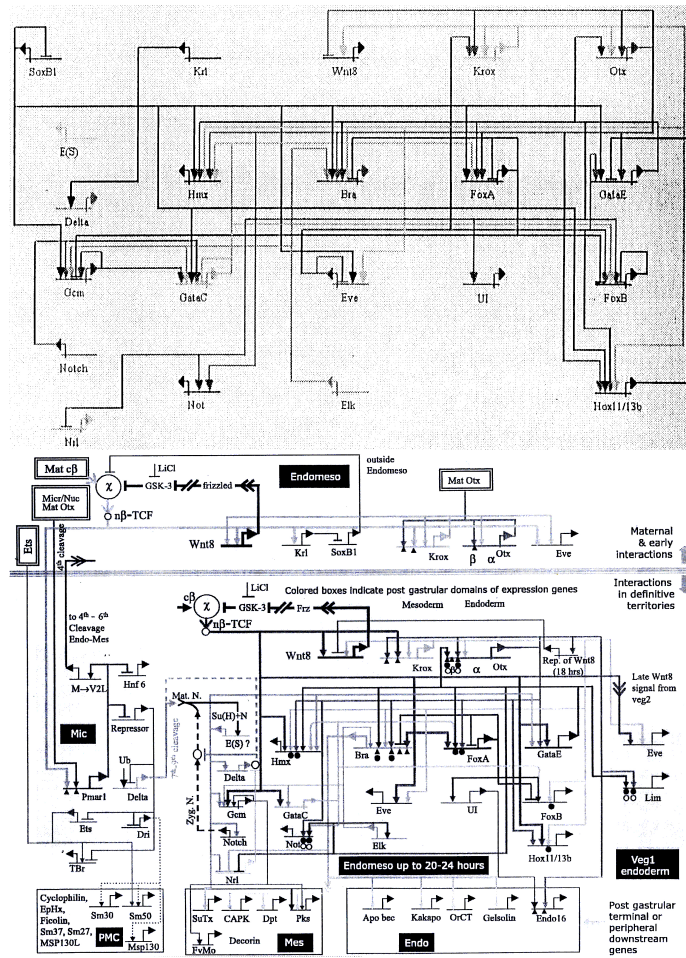 SoxB1
Krl
Wnt8
Krox
Otx
E(S)
Hmx
Bra
FoxA
GataE
Delta
Gcm
GataC
Eve
UI
FoxB
Notch
Not
Elk
Hox11/13b
Nrl
Mat cβ
χ
LiCl
GSK-3
frizzled
Endomeso
outside
Endomeso
Mat Otx
Micr/Nuc
Mat Otx
nβ-TCF
Ets
4th cleavage
Wnt8
Krl
SoxB1
Krox
β
α
Otx
Eve
Maternal
& early
interactions
Interactions
in definitive
territories
cβ
χ
LiCl
GSK-3
Frz
nβ-TCF
Colored boxes indicate post gastrular domains of expression genes
Mesoderm
Endoderm
to 4th - 6th
Cleavage
Endo-Mes
Wnt8
Krox
β
α
Otx
Rep. of Wnt8
(18 hrs)
Late Wnt8
signal from
veg2
M→V2L
Hnf 6
Mat. N.
Mic
Repressor
Su(H)+N
E(S) ?
Hmx
Bra
FoxA
GataE
Eve
Ub
Delta
Delta
Pmar1
Zyg. N.
Gcm
GataC
Eve
UI
FoxB
Lim
Ets
Dri
Notch
Not
Elk
Hox11/13b
TBr
Nrl
Endomeso up to 20-24 hours
Veg1
endoderm
Cyclophilin,
EpHx,
Ficolin,
Sm37, Sm27,
MSP130L
PMC
Sm30
Sm50
Msp130
SuTx
CAPK
Dpt
Pks
FvMo
Decorin
Mes
Apo bec
Kakapo
OrCT
Gelsolin
Endo16
Endo
Post gastrular
terminal or
peripheral
downstream
genes